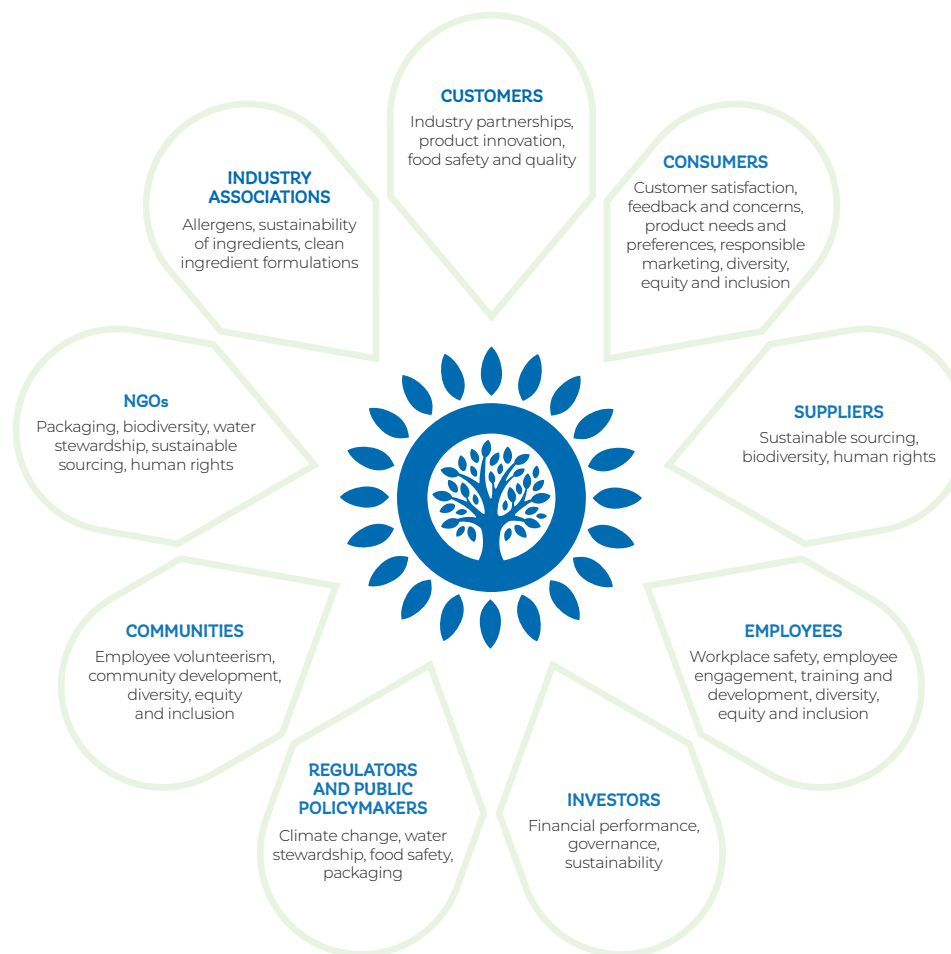 CUSTOMERS
Industry partnerships,
product innovation,
food safety and quality
CONSUMERS
Customer satisfaction,
feedback and concerns,
product needs and
preferences, responsible
marketing, diversity,
equity and inclusion
SUPPLIERS
Sustainable sourcing,
biodiversity, human rights
EMPLOYEES
Workplace safety, employee
engagement, training and
development, diversity,
equity and inclusion
INVESTORS
Financial performance,
governance,
sustainability
REGULATORS
AND PUBLIC
POLICYMAKERS
Climate change, water
stewardship, food safety,
packaging
COMMUNITIES
Employee volunteerism,
community development,
diversity, equity
and inclusion
NGOs
Packaging, biodiversity, water
stewardship, sustainable
sourcing, human rights
INDUSTRY
ASSOCIATIONS
Allergens, sustainability
of ingredients, clean
ingredient formulations